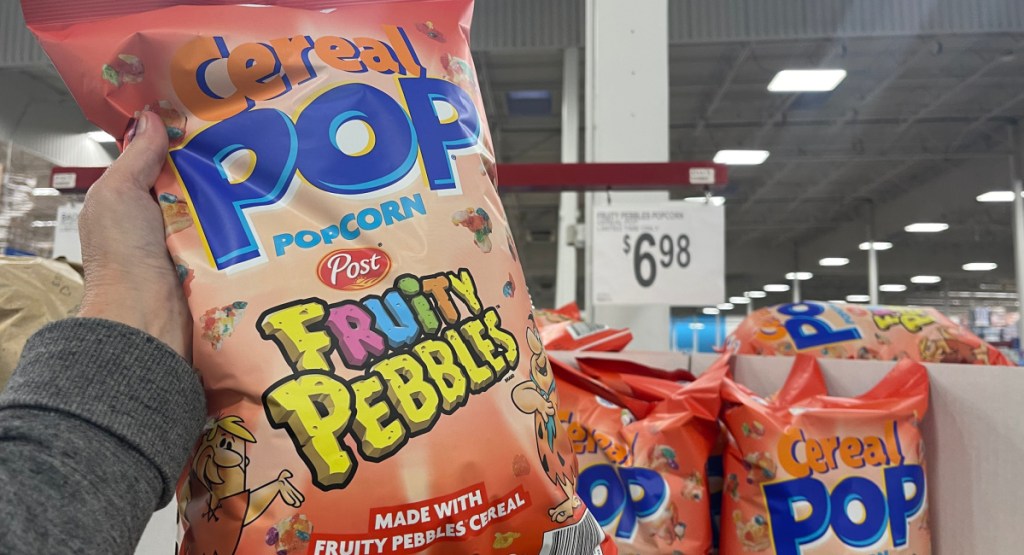 Cereal
POP
POPCORN
Post
FRUiTY
PEBBLES
MADE WITH
FRUITY PEBBLES CEREAL
FRUITY PEBBLES POPCORN
$6.98
Cereal
POP
Cereal
POP